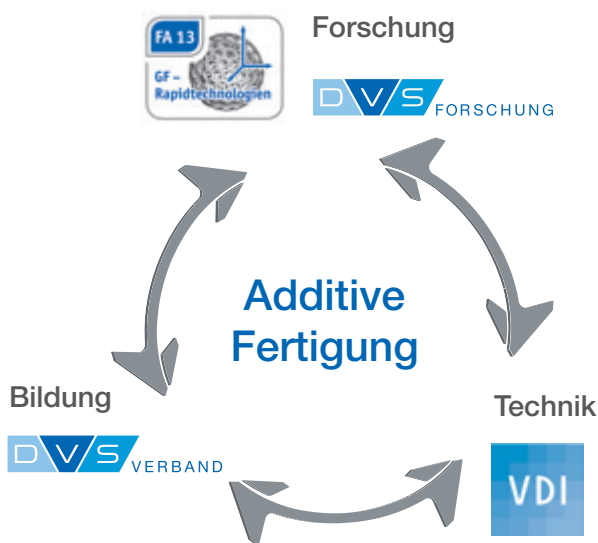 FA 13
GF –
Rapidtechnologien
Forschung
DVS FORSCHUNG
Additive
Fertigung
Bildung
DVS VERBAND
Technik
VDI